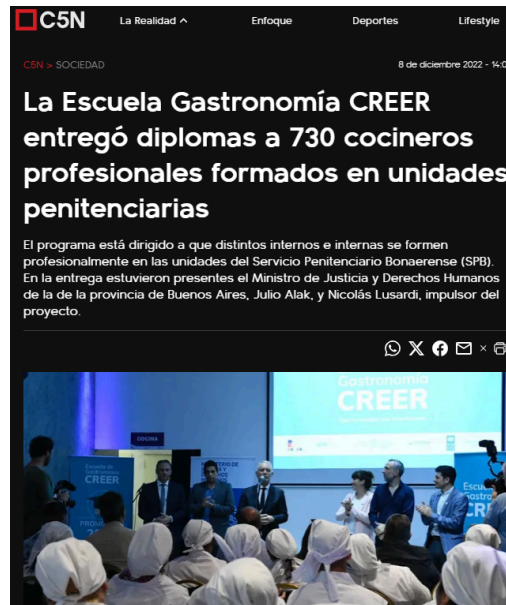 C5N
La Realidad
Enfoque
Deportes
Lifestyle
C5N > SOCIEDAD
8 de diciembre 2022 - 14:0
La Escuela Gastronomía CREER
entregó diplomas a 730 cocineros
profesionales formados en unidades
penitenciarias
El programa está dirigido a que distintos internos e internas se formen
profesionalmente en las unidades del Servicio Penitenciario Bonaerense (SPB).
En la entrega estuvieron presentes el Ministro de Justicia y Derechos Humanos
de la de la provincia de Buenos Aires, Julio Alak, y Nicolás Lusardi, impulsor del
proyecto.
Gastronomía
CREER
COCINA
Escuela de
Gastronomía
CREER